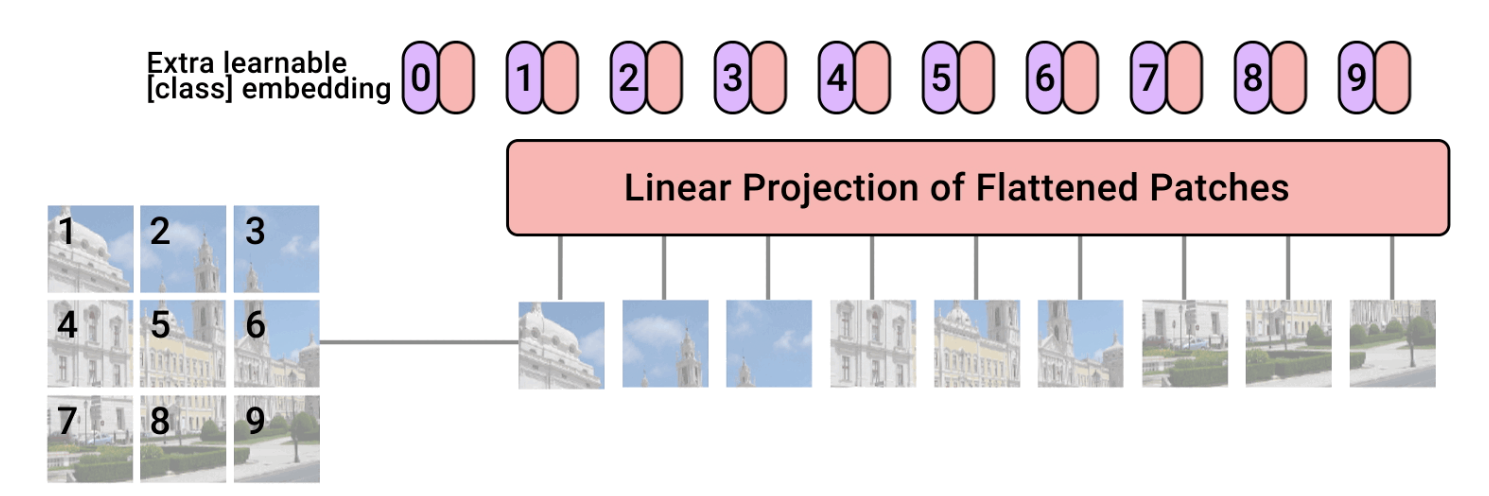 Extra learnable
[class] embedding
0 1 2 3 4 5 6 7 8 9
Linear Projection of Flattened Patches
1 2 3
4 5 6
7 8 9